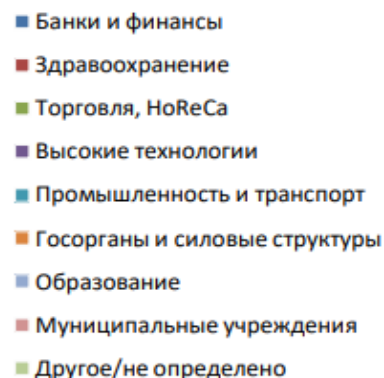 Банки и финансы
Здравоохранение
Торговля, HoReCa
Высокие технологии
Промышленность и транспорт
Госорганы и силовые структуры
Образование
Муниципальные учреждения
Другое/не определено